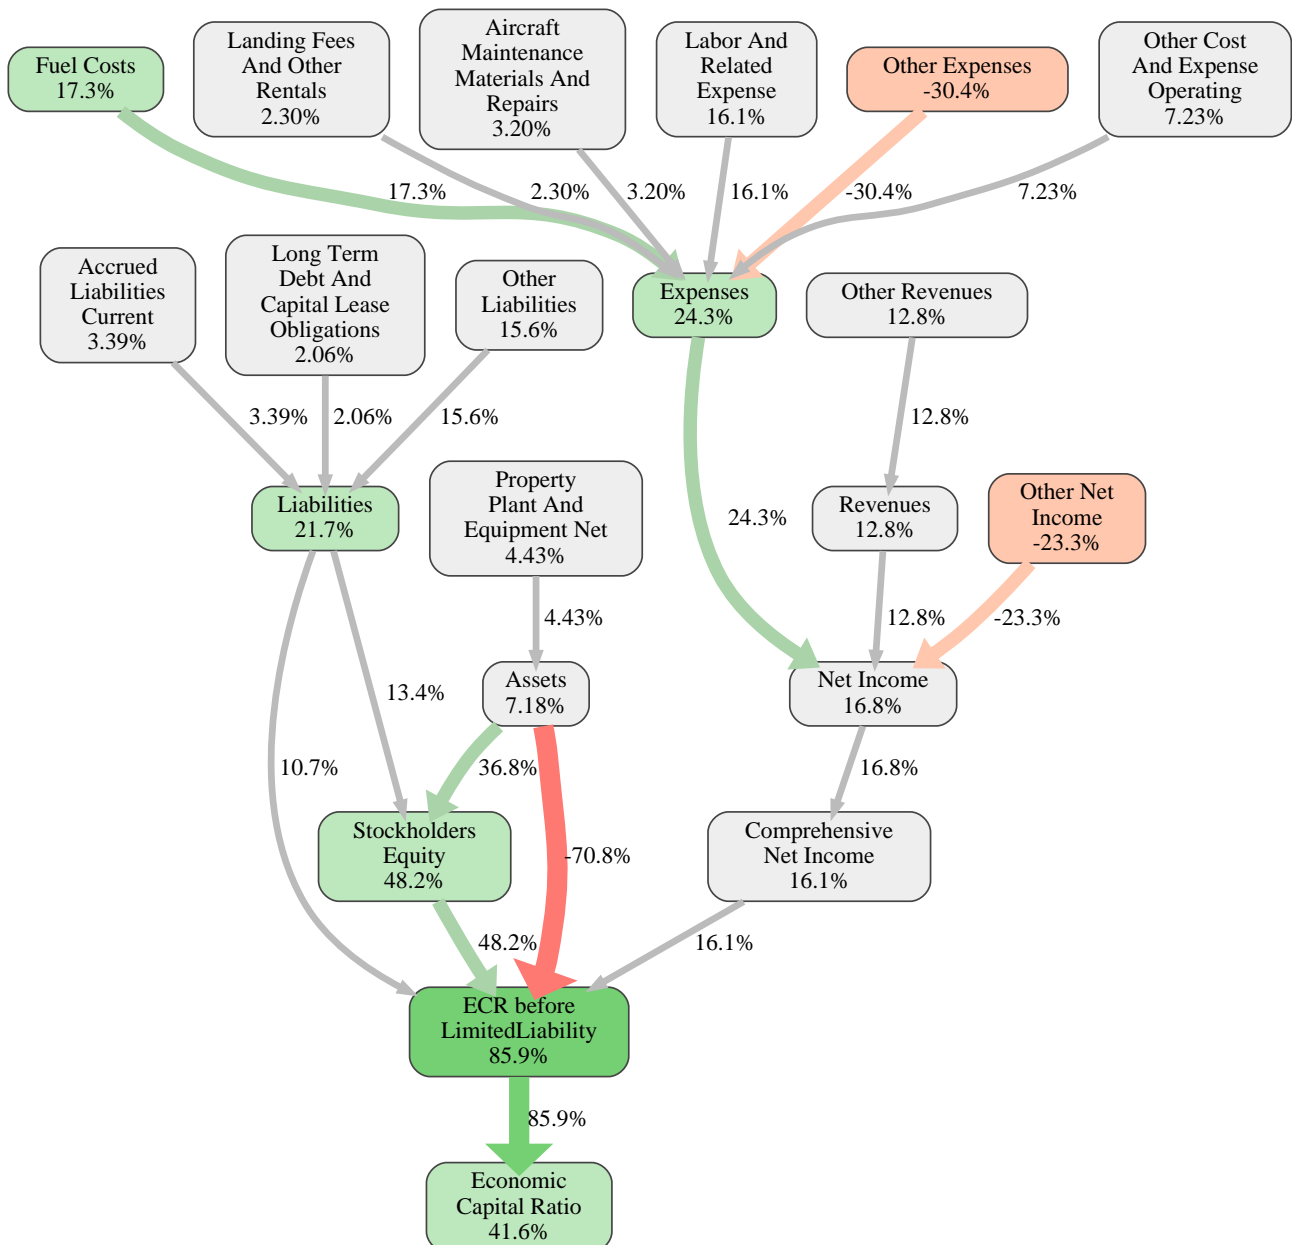 Fuel Costs
17.3%
Landing Fees
And Other
Rentals
2.30%
Aircraft
Maintenance
Materials And
Repairs
3.20%
Labor And
Related
Expense
16.1%
Other Expenses
-30.4%
Other Cost
And Expense
Operating
7.23%
17.3%
2.30%
3.20%
16.1%
-30.4%
7.23%
Accrued
Liabilities
Current
3.39%
Long Term
Debt And
Capital Lease
Obligations
2.06%
Other
Liabilities
15.6%
Expenses
24.3%
Other Revenues
12.8%
3.39%
2.06%
15.6%
12.8%
Liabilities
21.7%
Property
Plant And
Equipment Net
4.43%
24.3%
Revenues
12.8%
Other Net
Income
-23.3%
4.43%
12.8%
-23.3%
13.4%
Assets
7.18%
Net Income
16.8%
10.7%
36.8%
16.8%
Stockholders
Equity
48.2%
-70.8%
Comprehensive
Net Income
16.1%
48.2%
16.1%
ECR before
LimitedLiability
85.9%
85.9%
Economic
Capital Ratio
41.6%